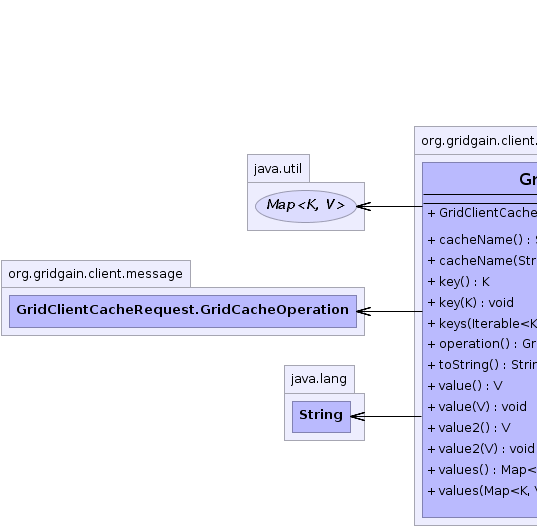 org.gridgain.client.
java.util
Gr
Map<K, V>
+ GridClientCache
+ cacheName() : S
+ cacheName(Stri
org.gridgain.client.message
+ key() : K
GridClientCacheRequest.GridCacheOperation
+ key(K) : void
+ keys(Iterable<K
+ operation() : Gr
+ toString() : Strin
java.lang
+ value() : V
String
+ value(V) : void
+ value2() : V
+ value2(V) : void
+ values() : Map<
+ values(Map<K, V